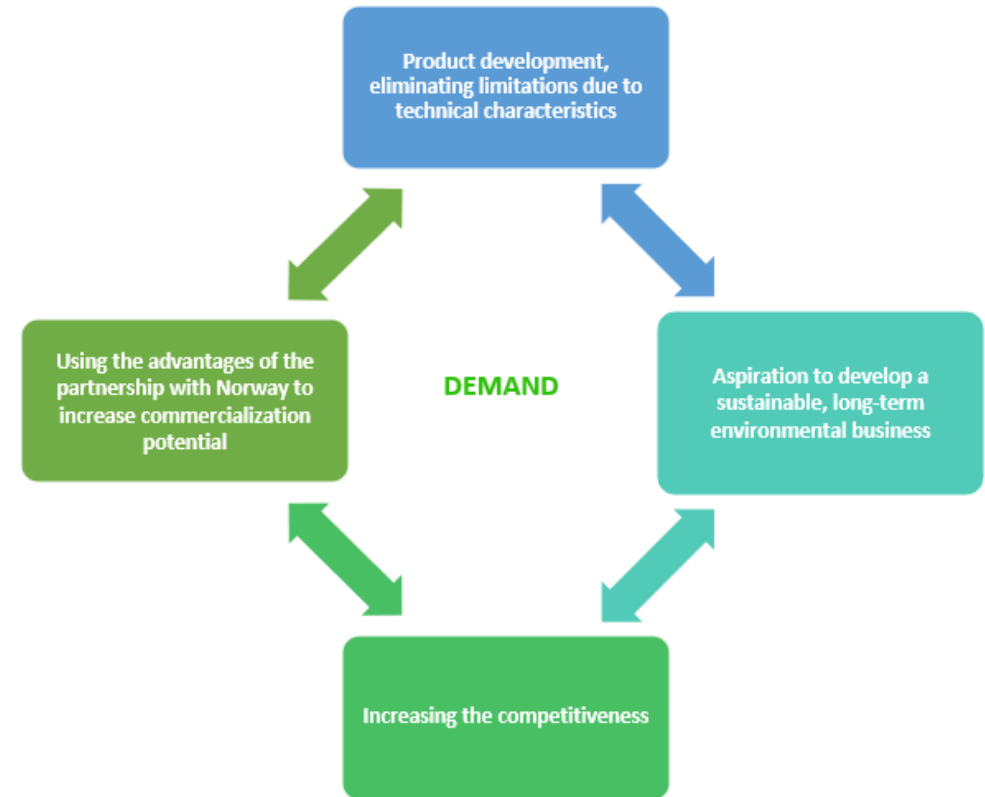 Product development,
eliminating limitations due to
technical characteristics
Using the advantages of the
partnership with Norway to
increase commercialization
potential
DEMAND
Aspiration to develop a
sustainable, long-term
environmental business
Increasing the competitiveness